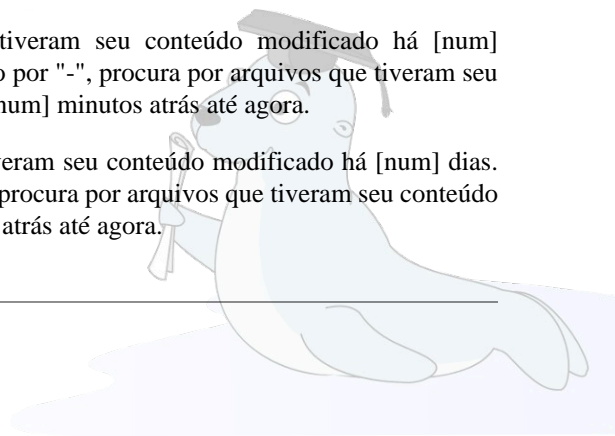 tiveram seu conteúdo modificado há [num]
o por "-", procura por arquivos que tiveram seu
num] minutos atrás até agora.
veram seu conteúdo modificado há [num] dias.
procura por arquivos que tiveram seu conteúdo
atrás até agora.